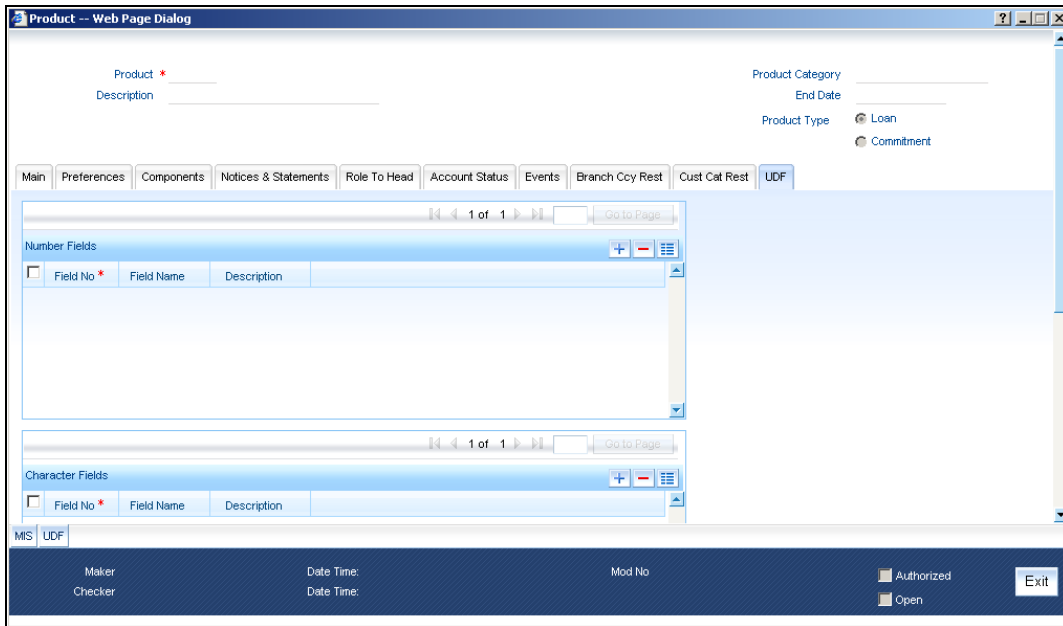 Product -- Web Page Dialog
Product * Product Category
Description End Date
Product Type Loan
Commitment
Main Preferences Components Notices & Statements Role To Head Account Status Events Branch Ccy Rest Cust Cat Rest UDF
1 of 1 Go to Page
Number Fields
Field No * Field Name Description
1 of 1 Go to Page
Character Fields
Field No * Field Name Description
MIS UDF
Maker Date Time: Mod No Authorized
Checker Date Time: Open
Exit